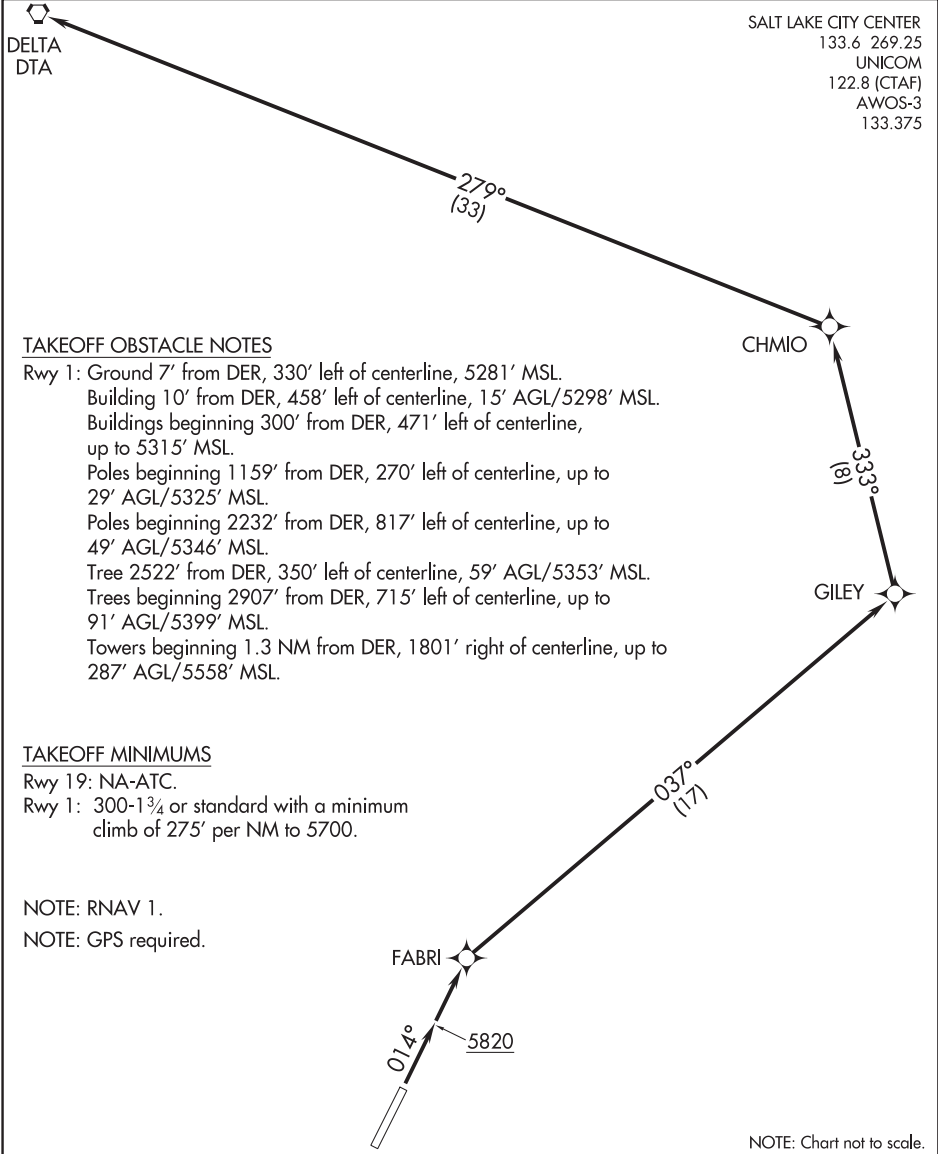 DELTA
DTA
SALT LAKE CITY CENTER
133.6 269.25
UNICOM
122.8 (CTAF)
AWOS-3
133.375
279°
(33)
CHMIO
TAKEOFF OBSTACLE NOTES
Rwy 1: Ground 7' from DER, 330' left of centerline, 5281' MSL.
Building 10' from DER, 458' left of centerline, 15' AGL/5298' MSL.
Buildings beginning 300' from DER, 471' left of centerline,
up to 5315' MSL.
Poles beginning 1159' from DER, 270' left of centerline, up to
29' AGL/5325' MSL.
Poles beginning 2232' from DER, 817' left of centerline, up to
49' AGL/5346' MSL.
Tree 2522' from DER, 350' left of centerline, 59' AGL/5353' MSL.
Trees beginning 2907' from DER, 715' left of centerline, up to
91' AGL/5399' MSL.
Towers beginning 1.3 NM from DER, 1801' right of centerline, up to
287' AGL/5558' MSL.
333°
(8)
GILEY
TAKEOFF MINIMUMS
Rwy 19: NA-ATC.
Rwy 1: 300-1¾ or standard with a minimum
climb of 275' per NM to 5700.
037°
(17)
NOTE: RNAV 1.
NOTE: GPS required.
FABRI
014°
5820
NOTE: Chart not to scale.